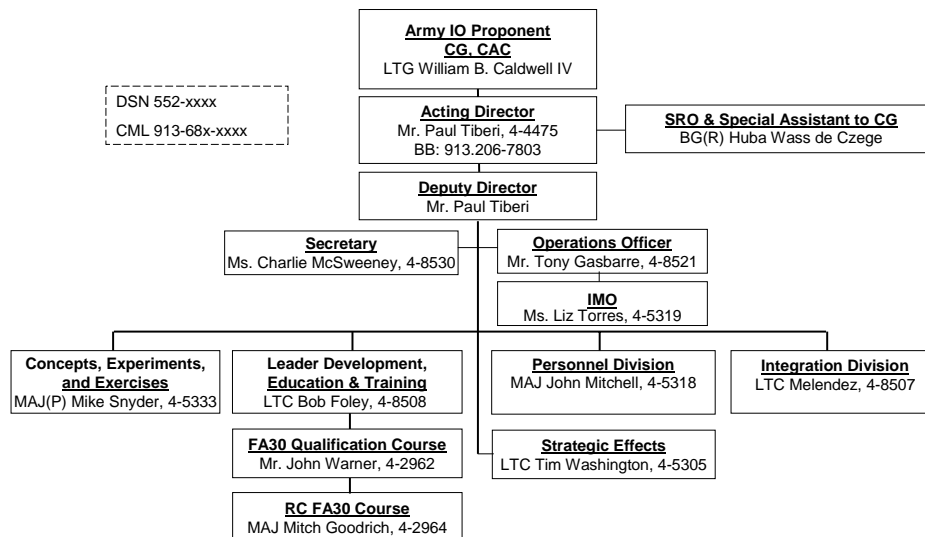 Army IO Proponent
CG, CAC
LTG William B. Caldwell IV
DSN 552-xxxx
CML 913-68x-xxxx
Acting Director
Mr. Paul Tiberi, 4-4475
BB: 913.206-7803
SRO & Special Assistant to CG
BG(R) Huba Wass de Czege
Deputy Director
Mr. Paul Tiberi
Secretary
Ms. Charlie McSweeney, 4-8530
Operations Officer
Mr. Tony Gasbarre, 4-8521
IMO
Ms. Liz Torres, 4-5319
Concepts, Experiments,
and Exercises
MAJ(P) Mike Snyder, 4-5333
Leader Development,
Education & Training
LTC Bob Foley, 4-8508
Personnel Division
MAJ John Mitchell, 4-5318
Integration Division
LTC Melendez, 4-8507
FA30 Qualification Course
Mr. John Warner, 4-2962
Strategic Effects
LTC Tim Washington, 4-5305
RC FA30 Course
MAJ Mitch Goodrich, 4-2964